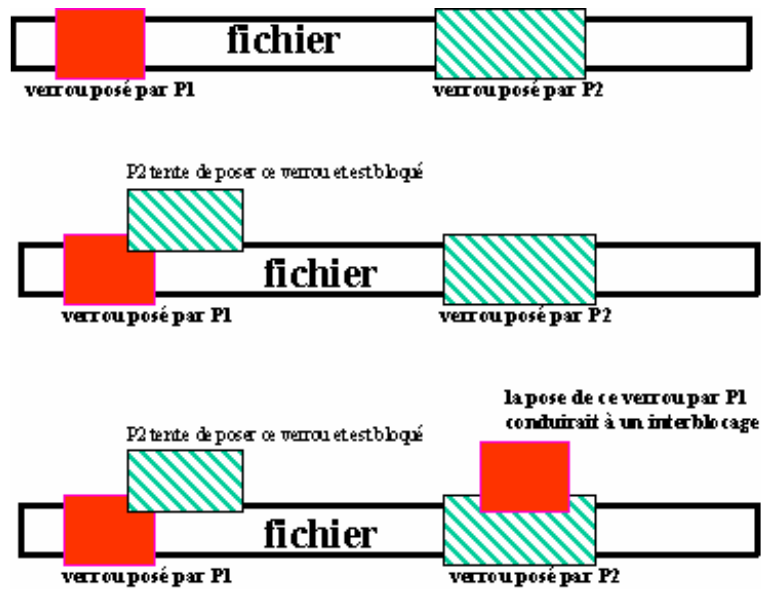 fichier
verrou posé par P1
verrou posé par P2
P2 tente de poser ce verrou et est bloqué
fichier
verrou posé par P1
verrou posé par P2
la pose de ce verrou par P1
conduirait à un interblocage
P2 tente de poser ce verrou et est bloqué
fichier
verrou posé par P1
verrou posé par P2